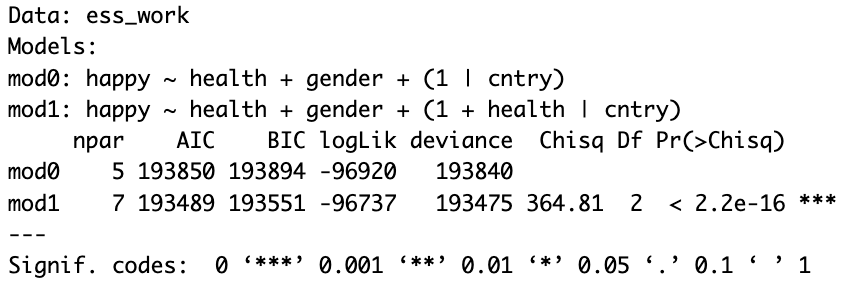 Data: ess_work
Models:
mod0: happy ~ health + gender + (1 | cntry)
mod1: happy ~ health + gender + (1 + health | cntry)
     npar    AIC    BIC logLik deviance  Chisq Df Pr(>Chisq)
mod0    5 193850 193894 -96920   193840
mod1    7 193489 193551 -96737   193475 364.81  2  < 2.2e-16 ***
---
Signif. codes:  0 ‘***’ 0.001 ‘**’ 0.01 ‘*’ 0.05 ‘.’ 0.1 ‘ ’ 1